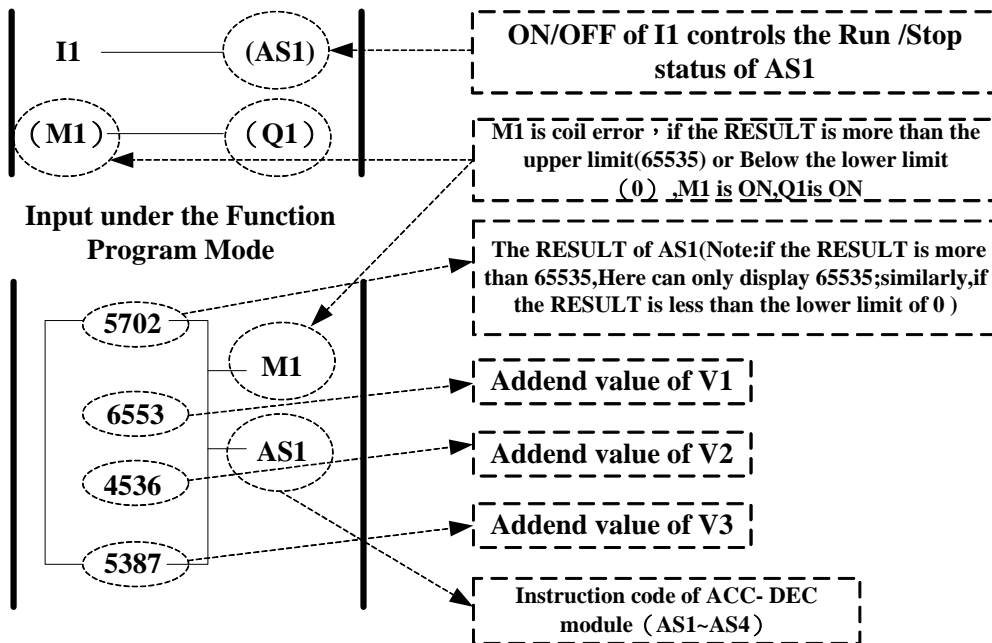 I1
(AS1)
（M1）
（Q1）
Input under the Function
Program Mode
5702
M1
6553
AS1
4536
5387
ON/OFF of I1 controls the Run /Stop
status of AS1
M1 is coil error，if the RESULT is more than the
upper limit(65535) or Below the lower limit
（0）,M1 is ON,Q1is ON
The RESULT of AS1(Note:if the RESULT is more
than 65535,Here can only display 65535;similarly,if
the RESULT is less than the lower limit of 0 )
Addend value of V1
Addend value of V2
Addend value of V3
Instruction code of ACC- DEC
module（AS1~AS4）